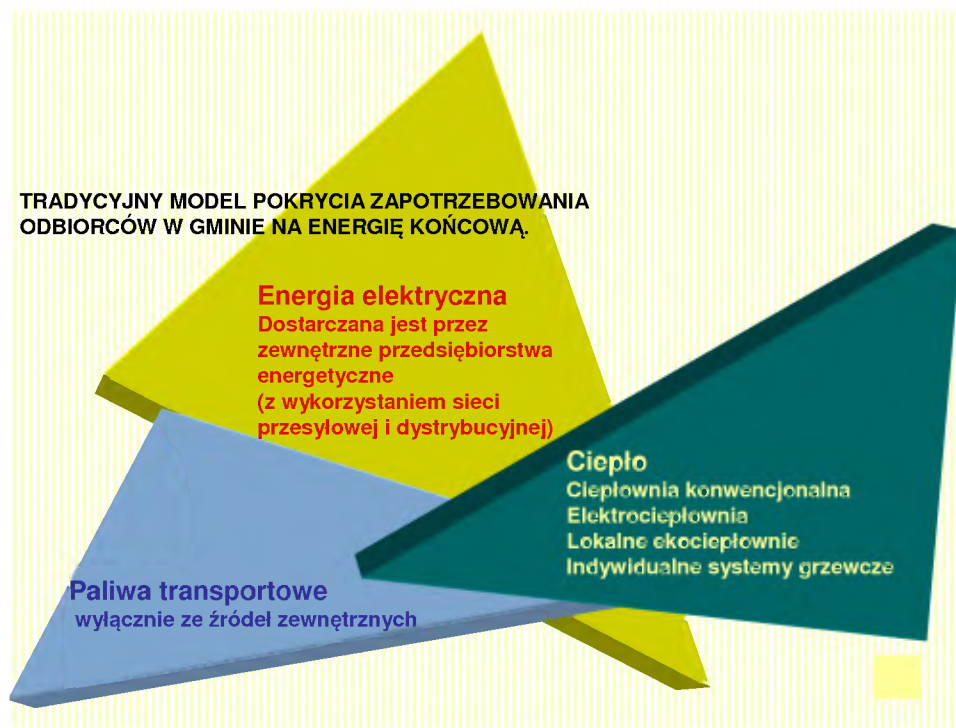 TRADYCYJNY MODEL POKRYCIA ZAPOTRZEBOWANIA
ODBIORCÓW W GMINIE NA ENERGIĘ KOŃCOWĄ.
Energia elektryczna
Dostarczana jest przez
zewnętrzne przedsiębiorstwa
energetyczne
(z wykorzystaniem sieci
przesyłowej i dystrybucyjnej)
Ciepło
Ciepłownia konwencjonalna
Elektrociepłownia
Lokalne ekociepłownie
Indywidualne systemy grzewcze
Paliwa transportowe
wyłącznie ze źródeł zewnętrznych